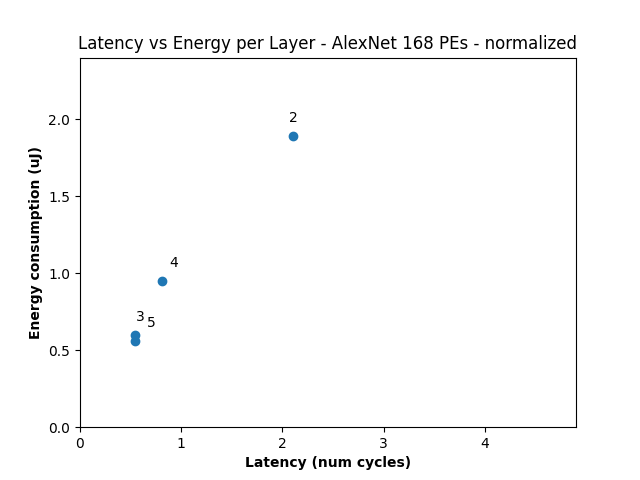 Latency vs Energy per Layer - AlexNet 168 PEs - normalized
2
4
3
5
2.0
1.5
1.0
0.5
0.0
Energy consumption (uJ)
0 1 2 3 4
Latency (num cycles)